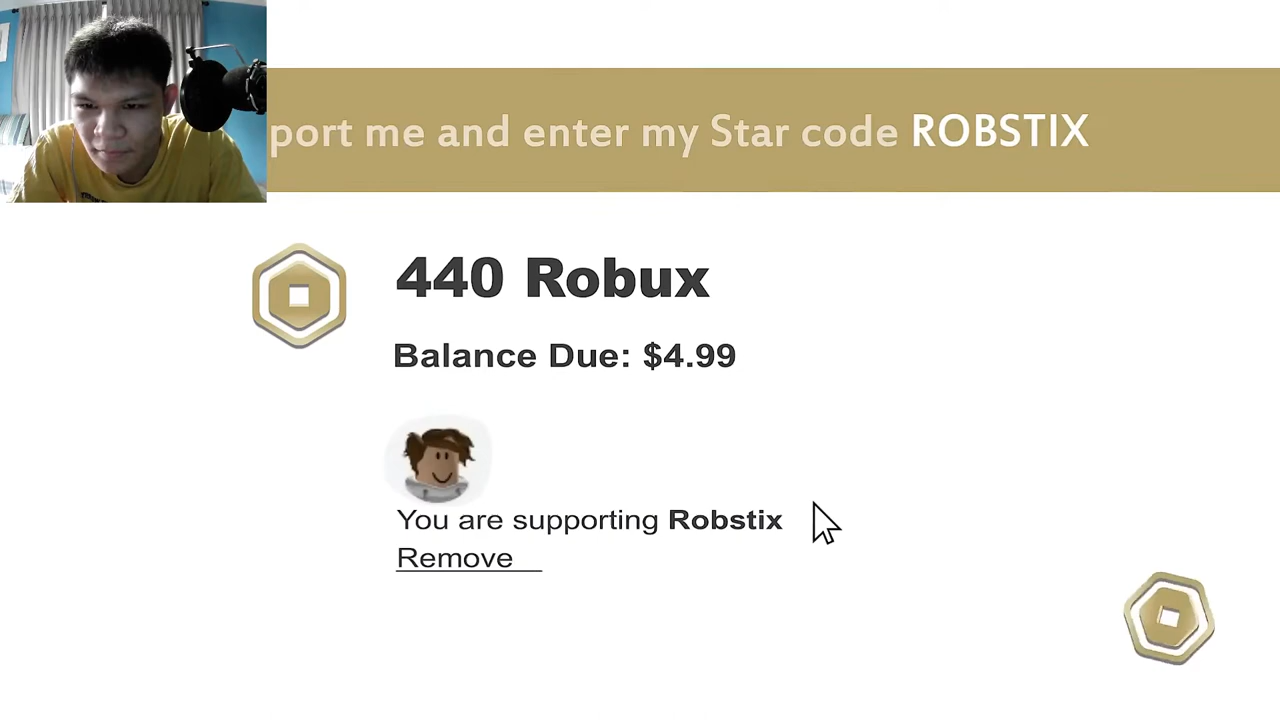 port me and enter my Star code ROBSTIX
440 Robux
Balance Due: $4.99
You are supporting Robstix
Remove